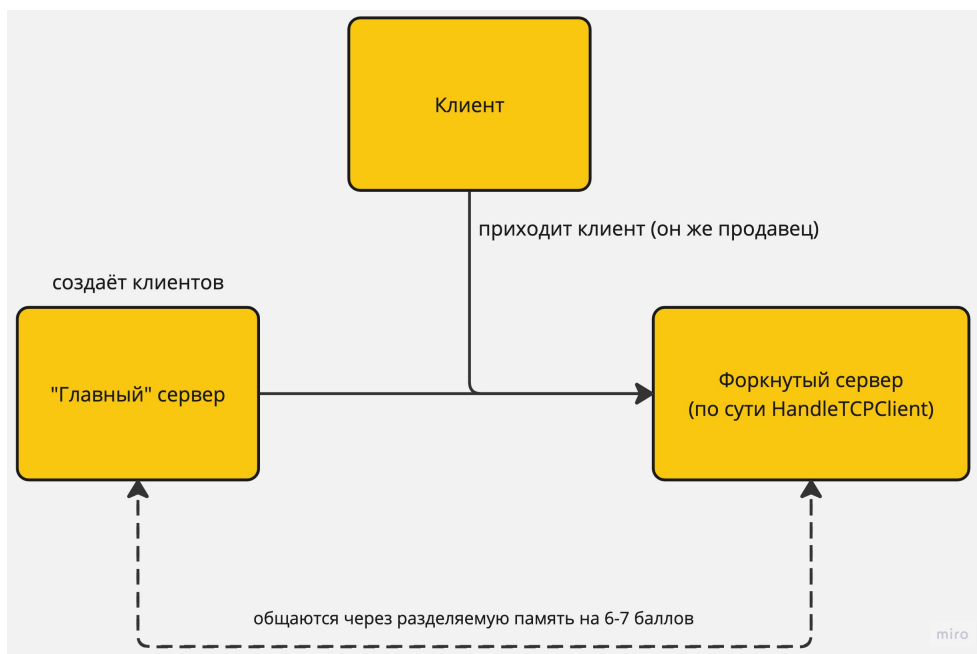 Клиент
приходит клиент (он же продавец)
создаёт клиентов
"Главный" сервер
Форкнутый сервер
(по сути HandleTCPClient)
общаются через разделяемую память на 6-7 баллов
miro